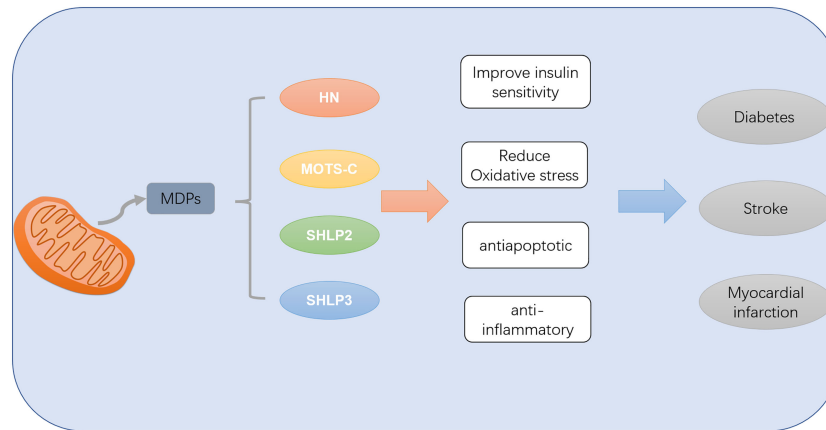 MDPs
HN
MOTS-C
SHLP2
SHLP3
Improve insulin
sensitivity
Reduce
Oxidative stress
antiapoptotic
anti-
inflammatory
Diabetes
Stroke
Myocardial
infarction